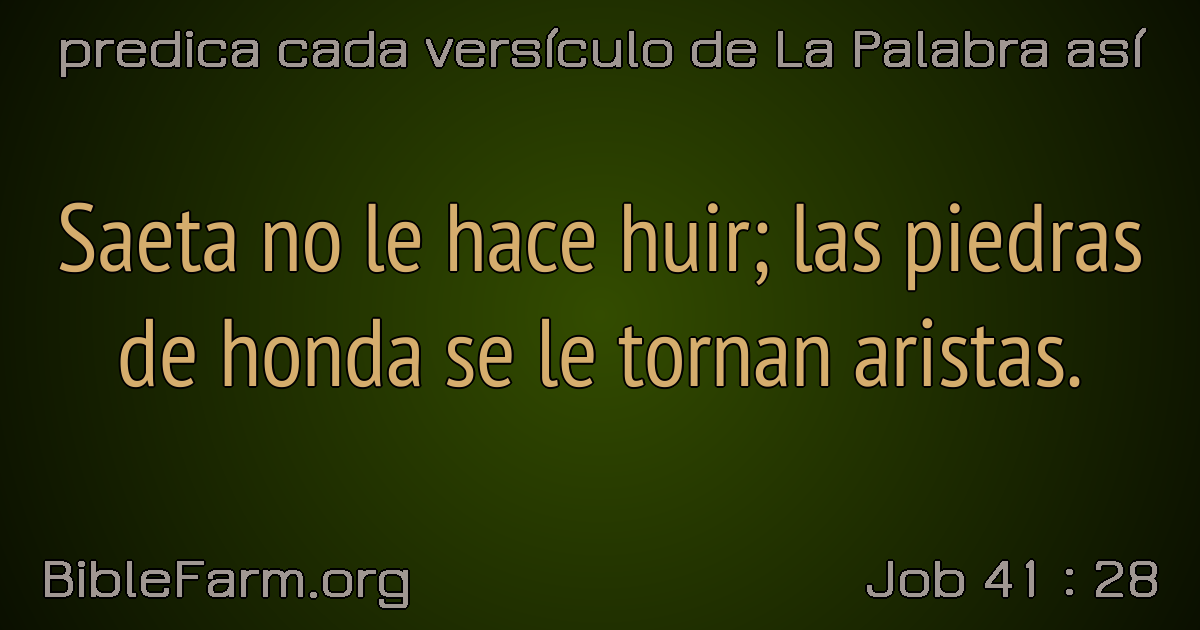 predica cada versículo de La Palabra así
Saeta no le hace huir; las piedras
de honda se le tornan aristas.
BibleFarm.org
Job 41 : 28